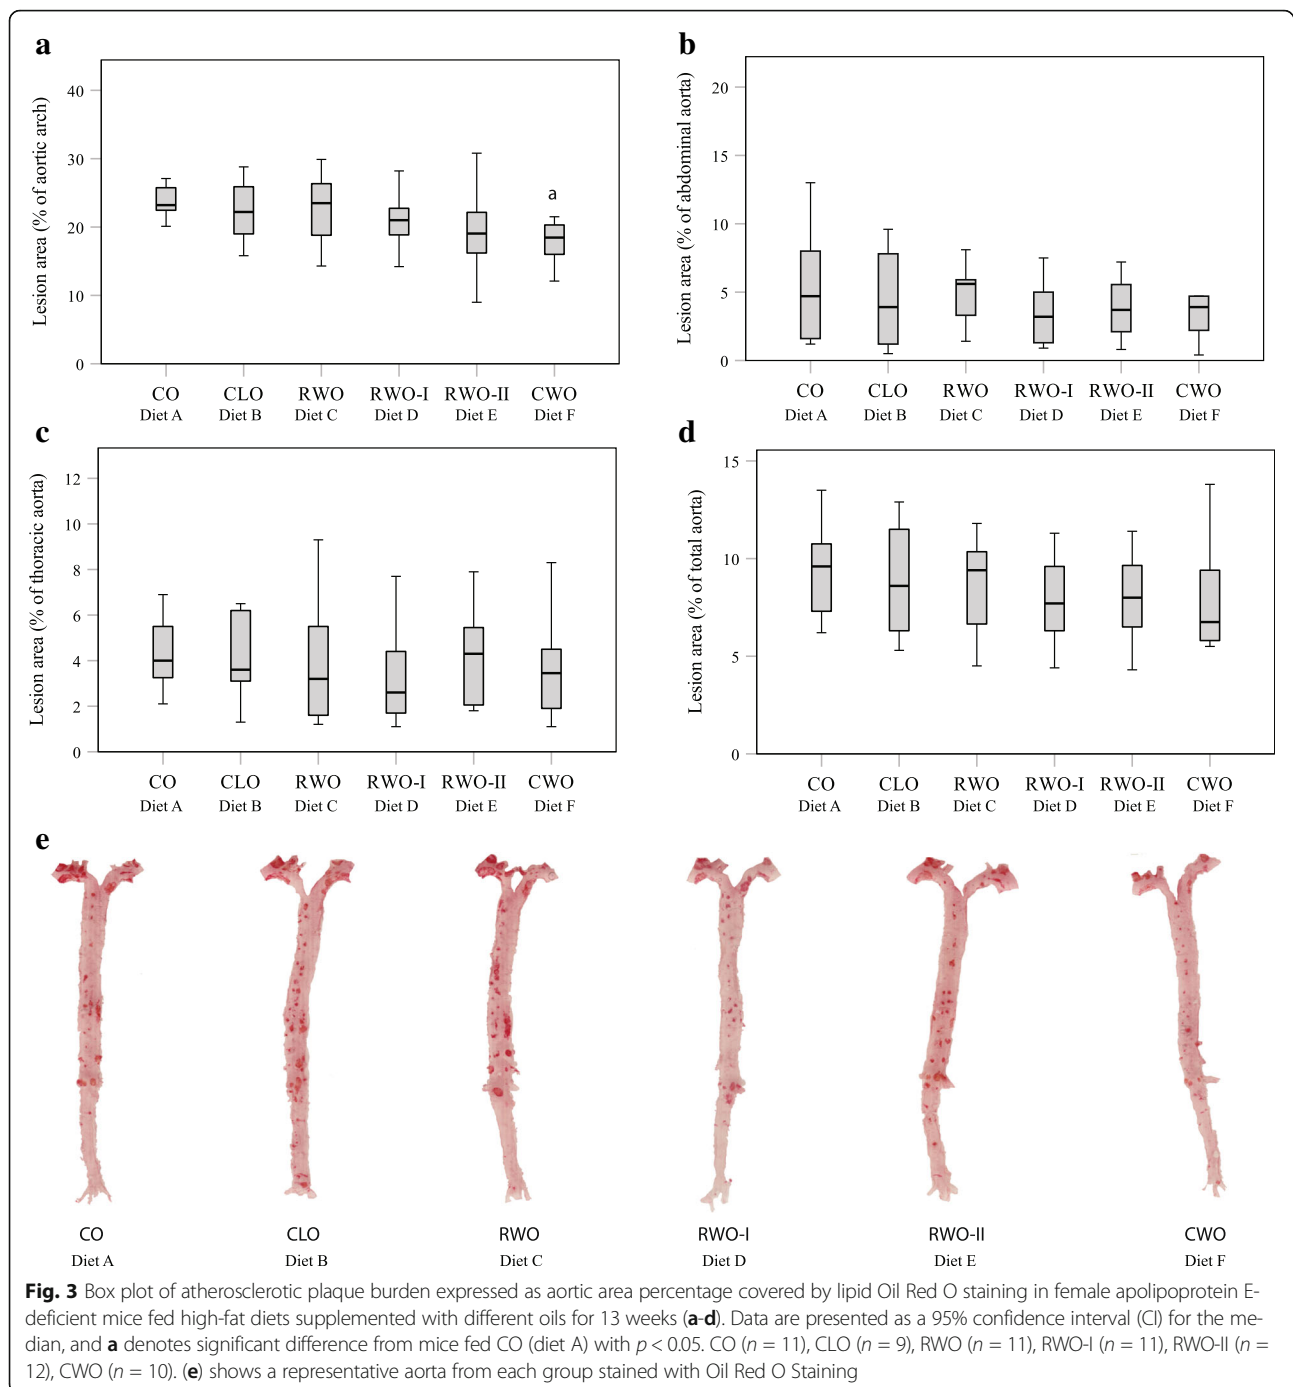 a
Lesion area (% of aortic arch)
40
30
20
10
0
a
CO CLO RWO RWO-I RWO-II CWO
Diet A Diet B Diet C Diet D Diet E Diet F
b
Lesion area (% of abdominal aorta)
20
15
10
5
0
CO CLO RWO RWO-I RWO-II CWO
Diet A Diet B Diet C Diet D Diet E Diet F
c
Lesion area (% of thoracic aorta)
12
10
8
6
4
2
0
CO CLO RWO RWO-I RWO-II CWO
Diet A Diet B Diet C Diet D Diet E Diet F
d
Lesion area (% of total aorta)
15
10
5
0
CO CLO RWO RWO-I RWO-II CWO
Diet A Diet B Diet C Diet D Diet E Diet F
e
CO CLO RWO RWO-I RWO-II CWO
Diet A Diet B Diet C Diet D Diet E Diet F
Fig. 3 Box plot of atherosclerotic plaque burden expressed as aortic area percentage covered by lipid Oil Red O staining in female apolipoprotein E-
deficient mice fed high-fat diets supplemented with different oils for 13 weeks (a-d). Data are presented as a 95% confidence interval (CI) for the me-
dian, and a denotes significant difference from mice fed CO (diet A) with p < 0.05. CO (n = 11), CLO (n = 9), RWO (n = 11), RWO-I (n = 11), RWO-II (n =
12), CWO (n = 10). (e) shows a representative aorta from each group stained with Oil Red O Staining